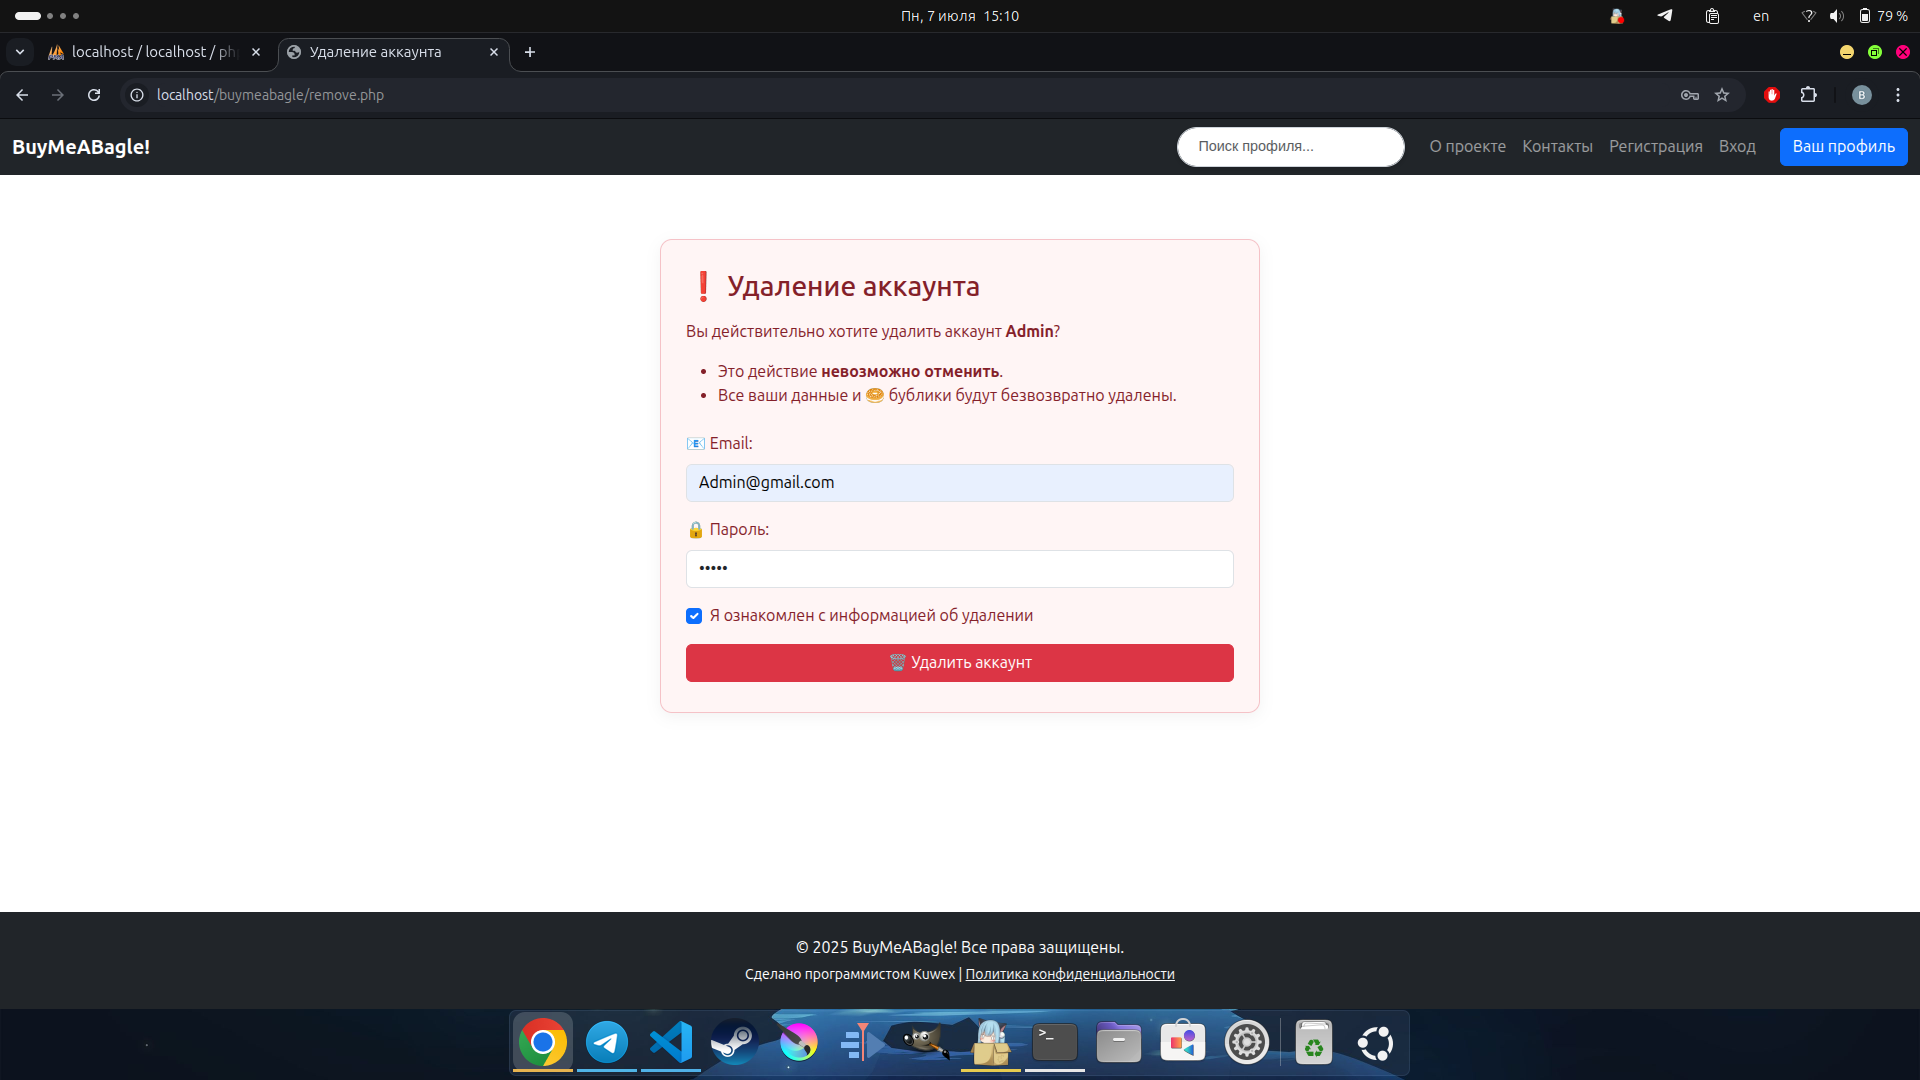 Пн, 7 июля 15:10
en
79 %
localhost / localhost / ph
Удаление аккаунта
localhost/buymeabagle/remove.php
B
BuyMeABagle!
Поиск профиля...
О проекте
Контакты
Регистрация
Вход
Ваш профиль
❗ Удаление аккаунта
Вы действительно хотите удалить аккаунт Admin?
• Это действие невозможно отменить.
• Все ваши данные и 🥯 бублики будут безвозвратно удалены.
📧 Email:
Admin@gmail.com
🔒 Пароль:
•••••
Я ознакомлен с информацией об удалении
🗑️ Удалить аккаунт
© 2025 BuyMeABagle! Все права защищены.
Сделано программистом Kuwex | Политика конфиденциальности
>_